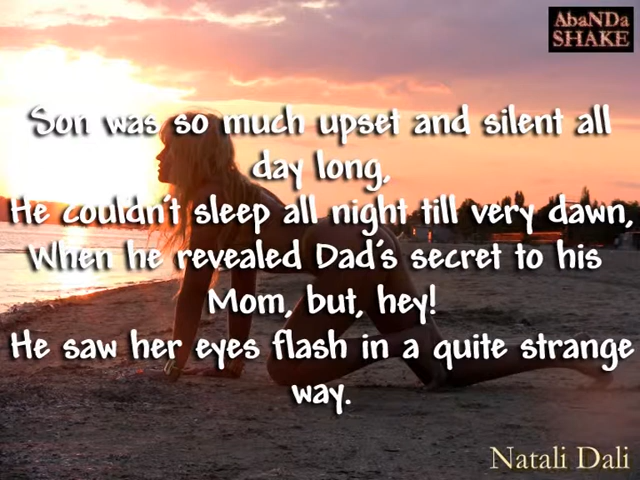 AbaNDa
SHAKE
Son was so much upset and silent all
day long,
He couldn't sleep all night till very dawn,
When he revealed Dad's secret to his
Mom, but, hey!
He saw her eyes flash in a quite strange
way.
Natali Dali